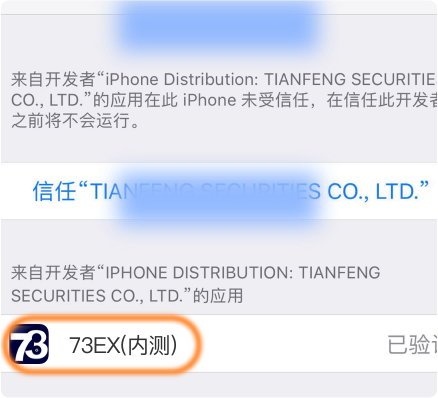 来自开发者“iPhone Distribution: TIANFENG SECURITIE
CO., LTD.”的应用在此 iPhone 未受信任，在信任此开发者
之前将不会运行。
信任“TIANFENG SECURITIES CO., LTD.”
来自开发者“IPHONE DISTRIBUTION: TIANFENG
SECURITIES CO., LTD.”的应用
73 73EX(内测) 已验证